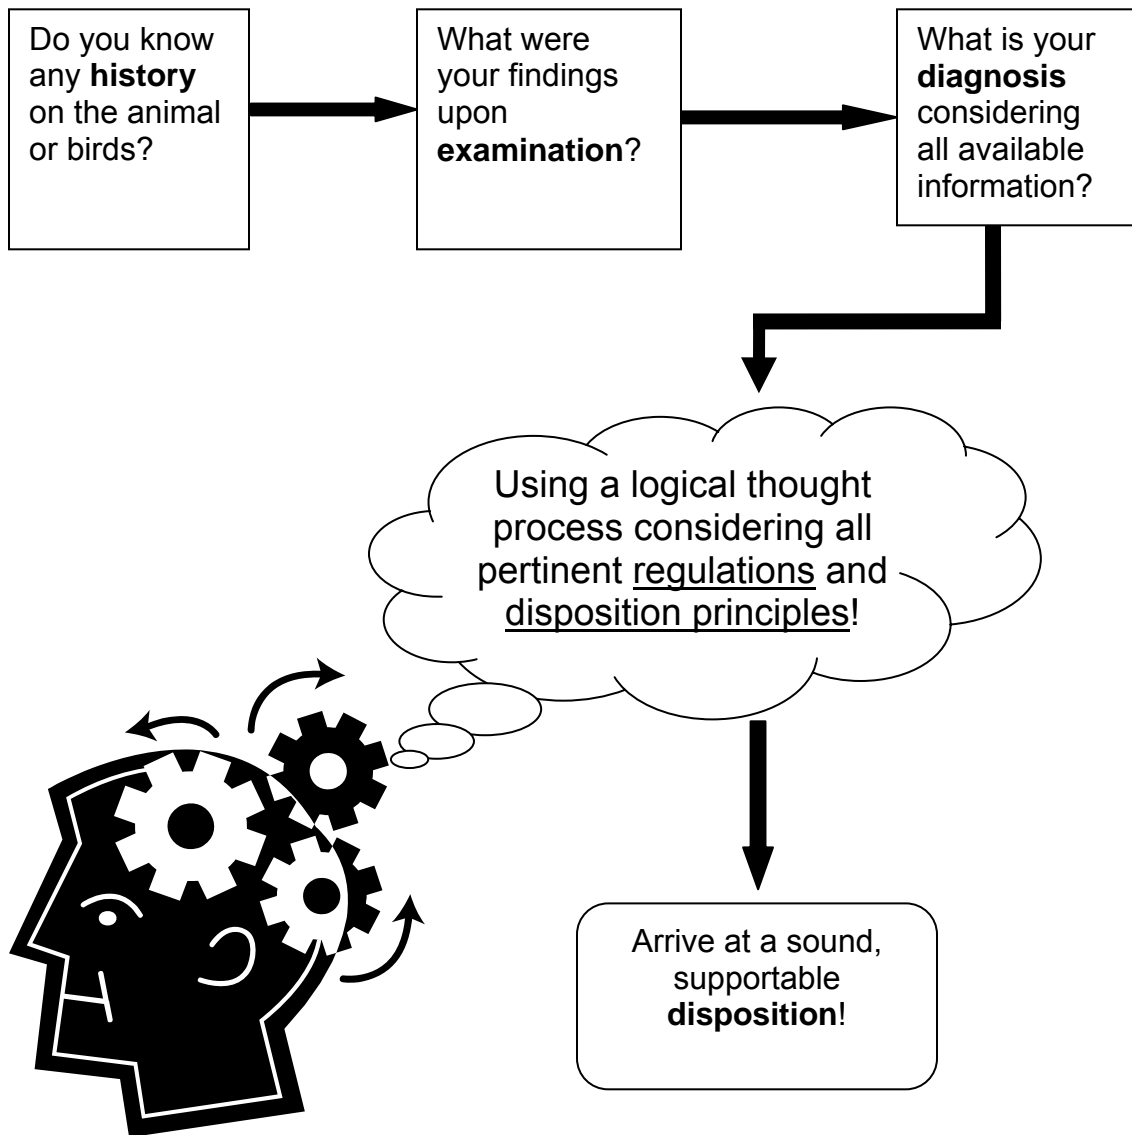 Do you know
any history
on the animal
or birds?
What were
your findings
upon
examination?
What is your
diagnosis
considering
all available
information?
Using a logical thought
process considering all
pertinent regulations and
disposition principles!
Arrive at a sound,
supportable
disposition!